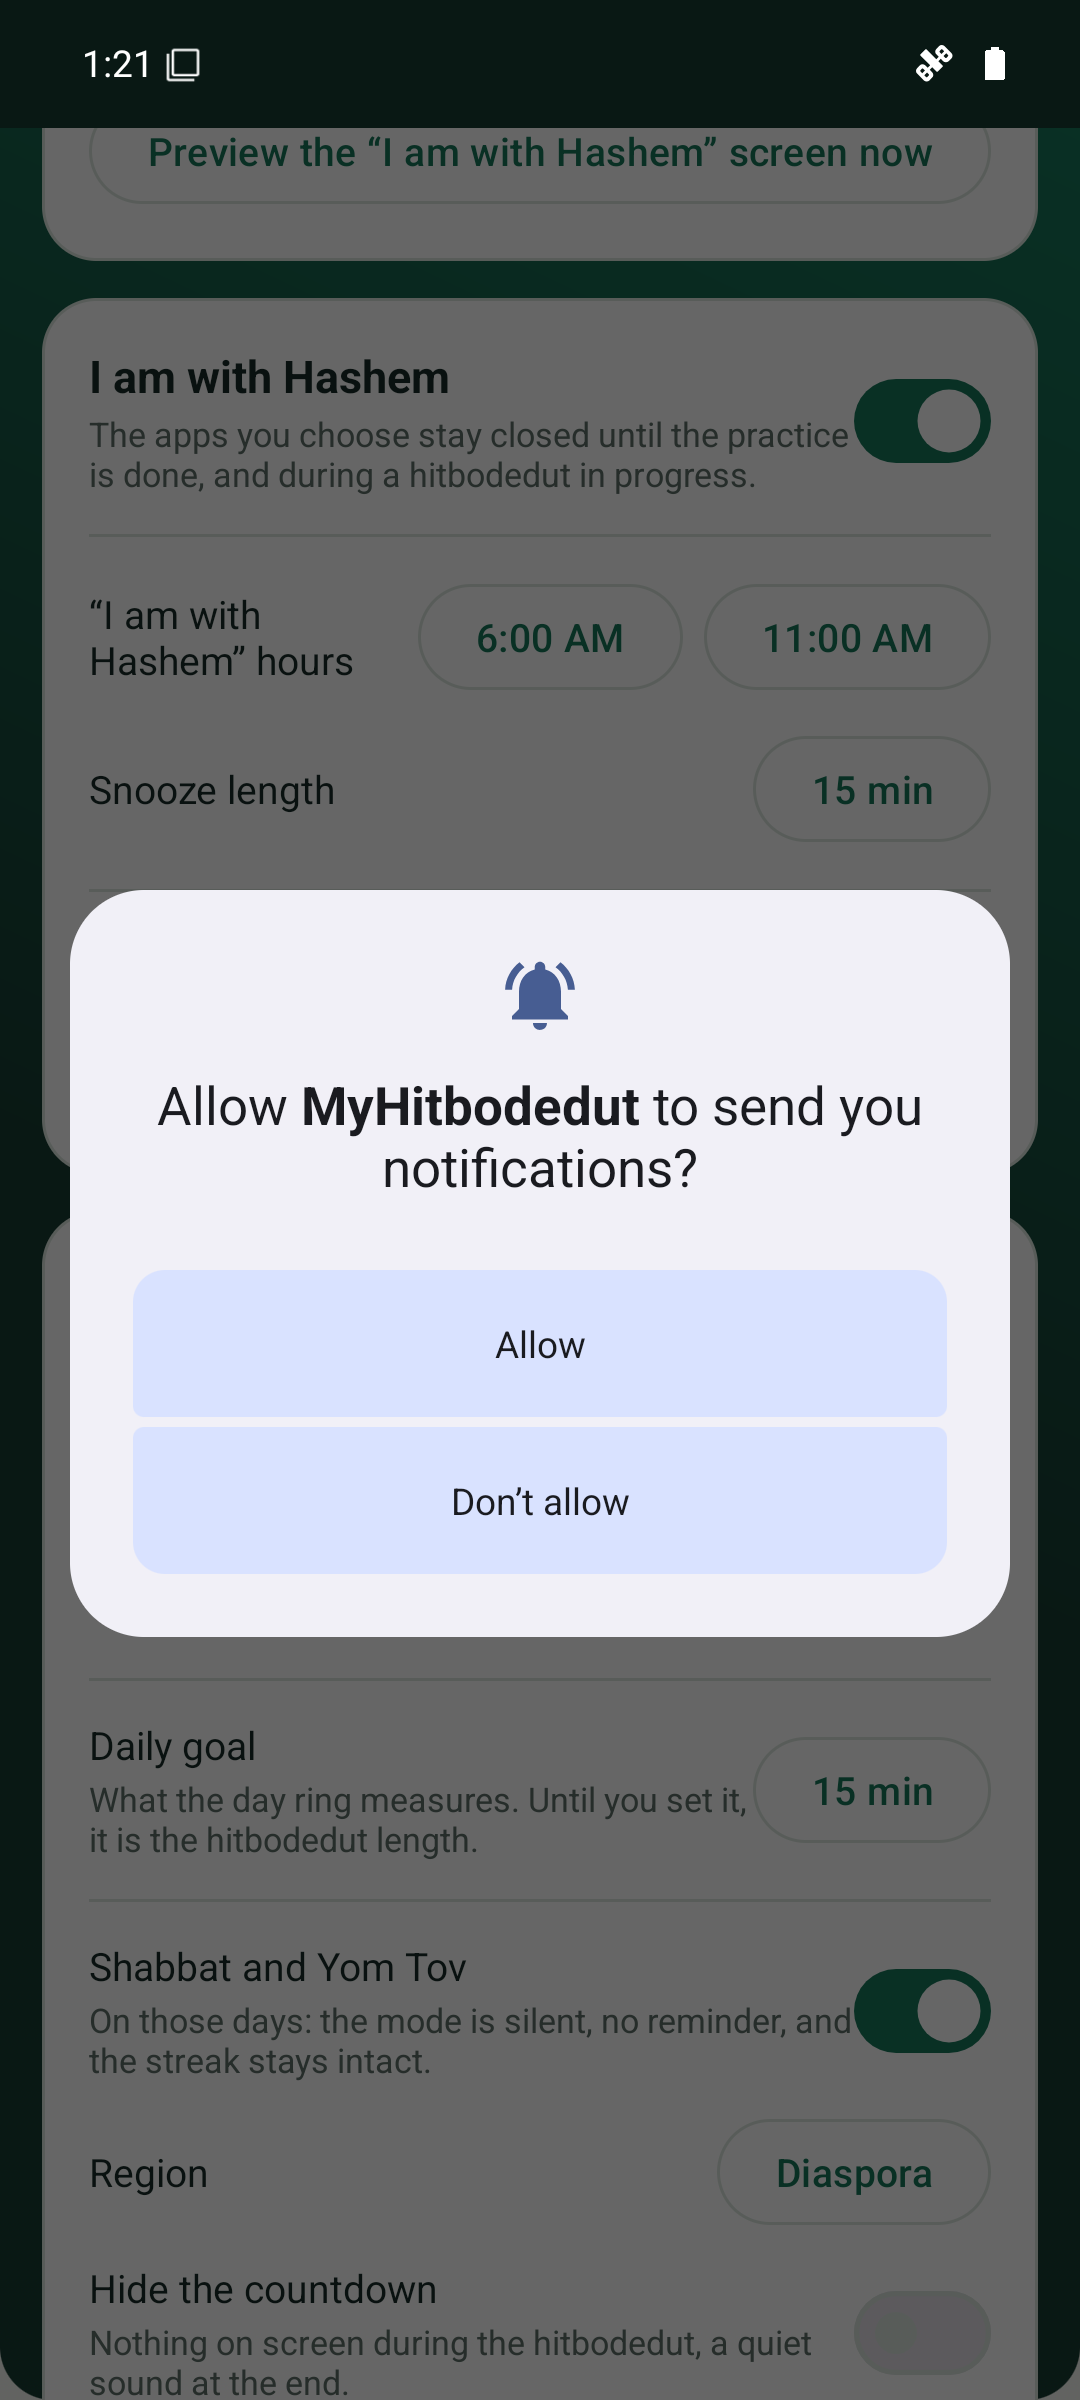 1:21
Preview the “I am with Hashem” screen now
I am with Hashem
The apps you choose stay closed until the practice
is done, and during a hitbodedut in progress.
“I am with
Hashem” hours
6:00 AM
11:00 AM
Snooze length
15 min
Allow MyHitbodedut to send you
notifications?
Allow
Don’t allow
Daily goal
What the day ring measures. Until you set it,
it is the hitbodedut length.
15 min
Shabbat and Yom Tov
On those days: the mode is silent, no reminder, and
the streak stays intact.
Region
Diaspora
Hide the countdown
Nothing on screen during the hitbodedut, a quiet
sound at the end.